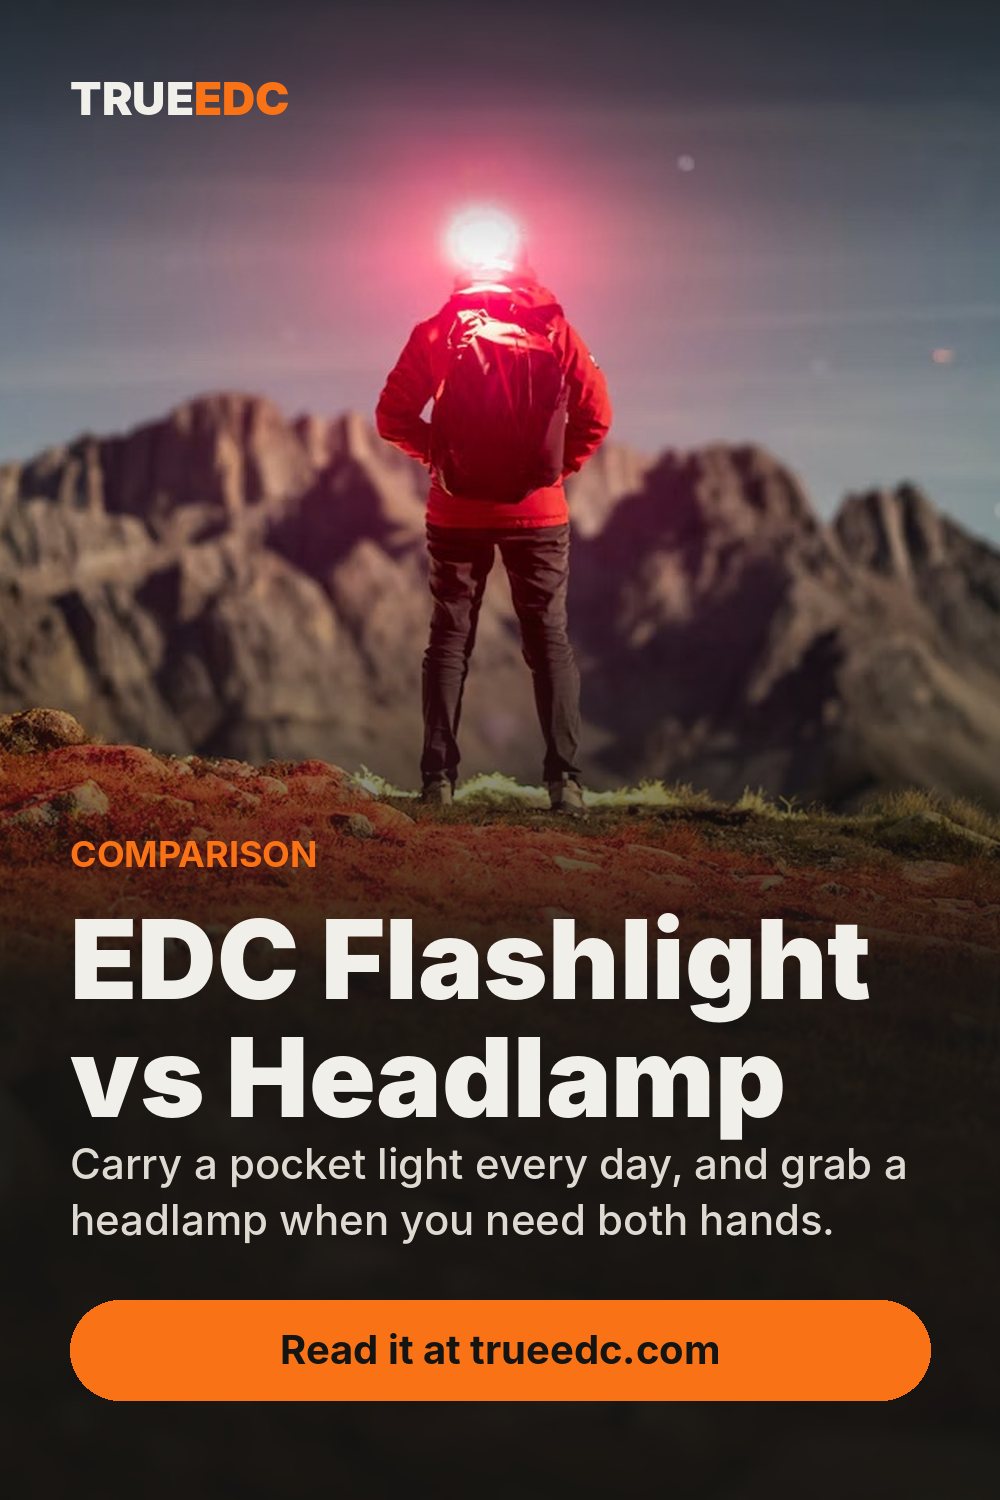 TRUEEDC
COMPARISON
EDC Flashlight
vs Headlamp
Carry a pocket light every day, and grab a
headlamp when you need both hands.
Read it at trueedc.com